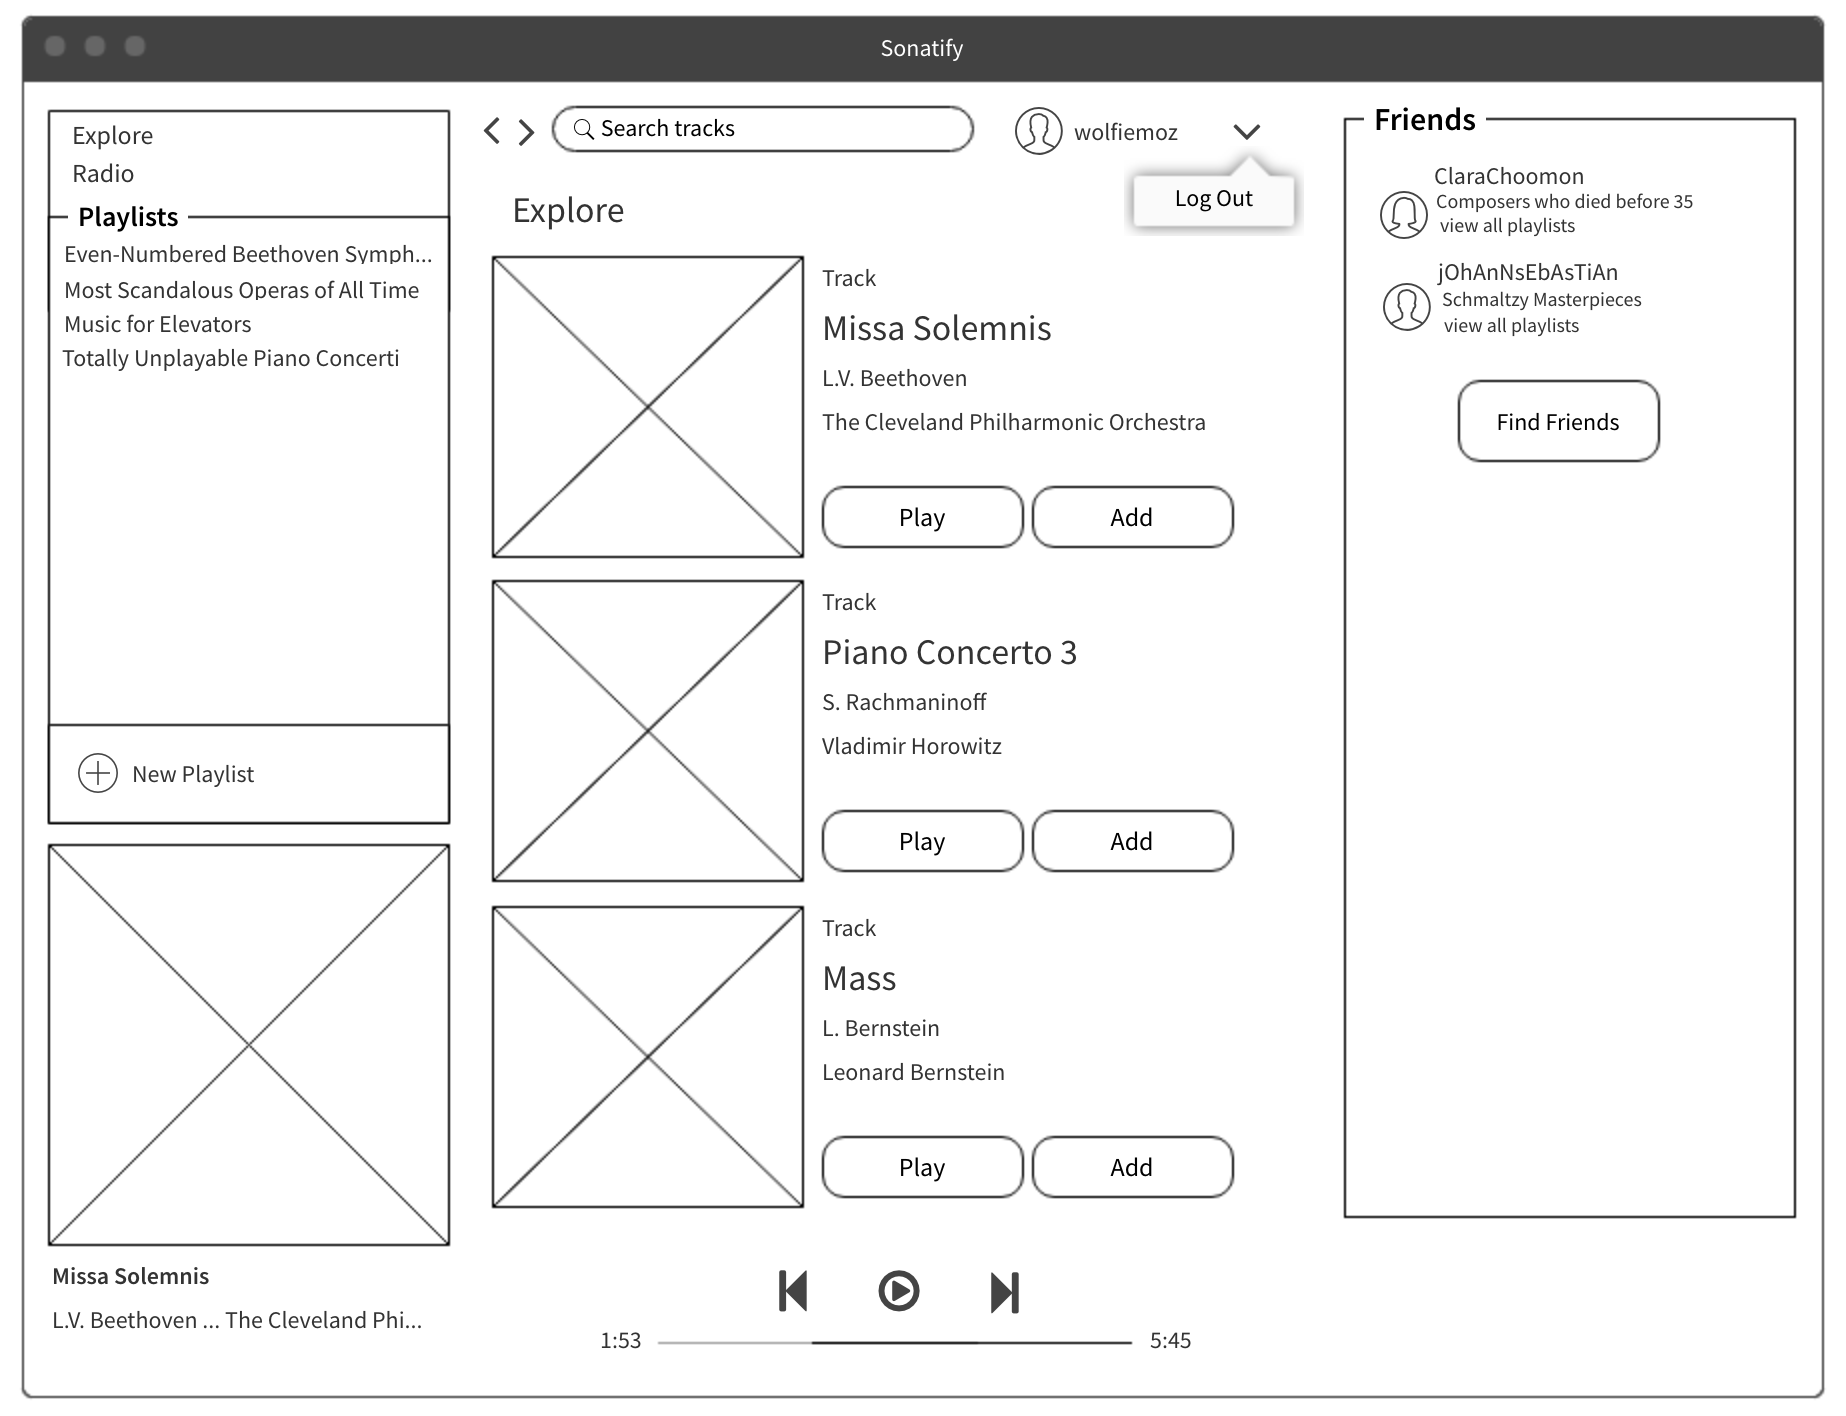 Sonatify
Explore
Radio
Playlists
Even-Numbered Beethoven Symph...
Most Scandalous Operas of All Time
Music for Elevators
Totally Unplayable Piano Concerti
New Playlist
Missa Solemnis
L.V. Beethoven ... The Cleveland Phi...
Search tracks
wolfiemoz
Log Out
Explore
Track
Missa Solemnis
L.V. Beethoven
The Cleveland Philharmonic Orchestra
Play Add
Track
Piano Concerto 3
S. Rachmaninoff
Vladimir Horowitz
Play Add
Track
Mass
L. Bernstein
Leonard Bernstein
Play Add
1:53 5:45
Friends
ClaraChoomon
Composers who died before 35
view all playlists
jOhAnNsEbAsTiAn
Schmaltzy Masterpieces
view all playlists
Find Friends